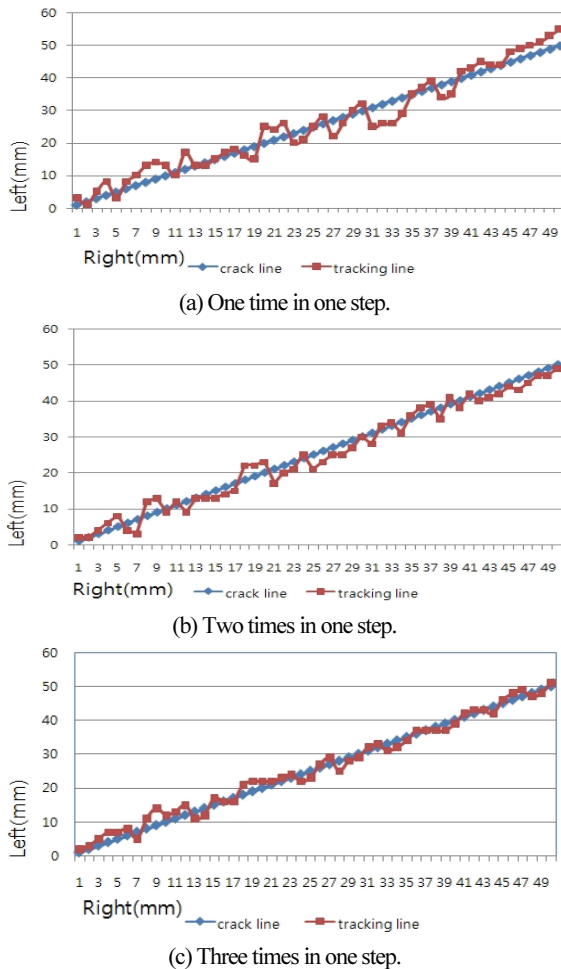 60
50
40
30
20
10
0
Left(mm)
1 3 5 7 9 11 13 15 17 19 21 23 25 27 29 31 33 35 37 39 41 43 45 47 49
Right(mm)
crack line tracking line
(a) One time in one step.
60
50
40
30
20
10
0
Left(mm)
1 3 5 7 9 11 13 15 17 19 21 23 25 27 29 31 33 35 37 39 41 43 45 47 49
Right(mm)
crack line tracking line
(b) Two times in one step.
60
50
40
30
20
10
0
Left(mm)
1 3 5 7 9 11 13 15 17 19 21 23 25 27 29 31 33 35 37 39 41 43 45 47 49
Right(mm)
crack line tracking line
(c) Three times in one step.